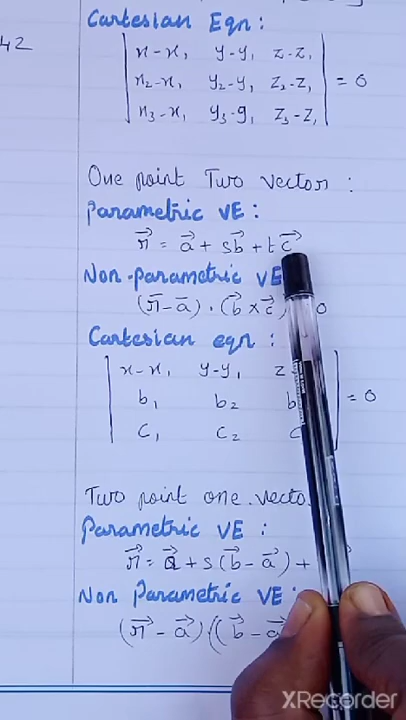 42
Cartesian Eqn:
| x-x₁ y-y₁ z-z₁ |
| x₂-x₁ y₂-y₁ z₂-z₁ | = 0
| x₃-x₁ y₃-y₁ z₃-z₁ |
One point Two vector:
Parametric VE:
r⃗ = a⃗ + sb⃗ + tc⃗
Non-parametric VE
(r⃗-a⃗) · (b⃗ × c⃗) 0
Cartesian eqn:
| x-x₁ y-y₁ z |
| b₁ b₂ b | = 0
| c₁ c₂ c |
Two point one vecto
Parametric VE:
r⃗ = a⃗ + s(b⃗ - a⃗) +
Non Parametric VE:
(r⃗ - a⃗) · ((b⃗ - a
XRecorder